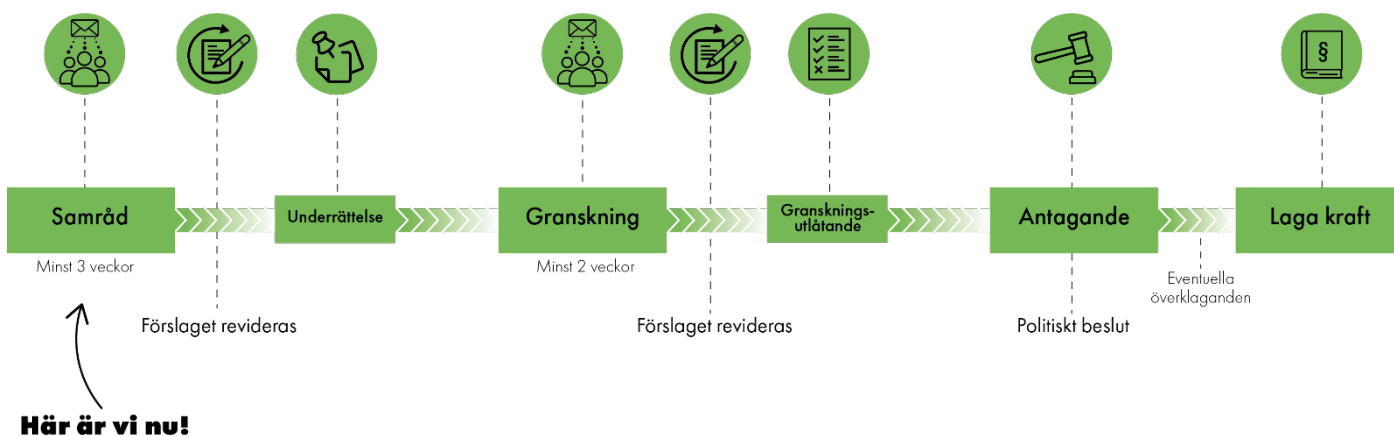 §
Samråd
Underrättelse
Granskning
Gransknings-
utlåtande
Antagande
Laga kraft
Minst 3 veckor
Minst 2 veckor
Eventuella
överklaganden
Förslaget revideras
Förslaget revideras
Politiskt beslut
Här är vi nu!